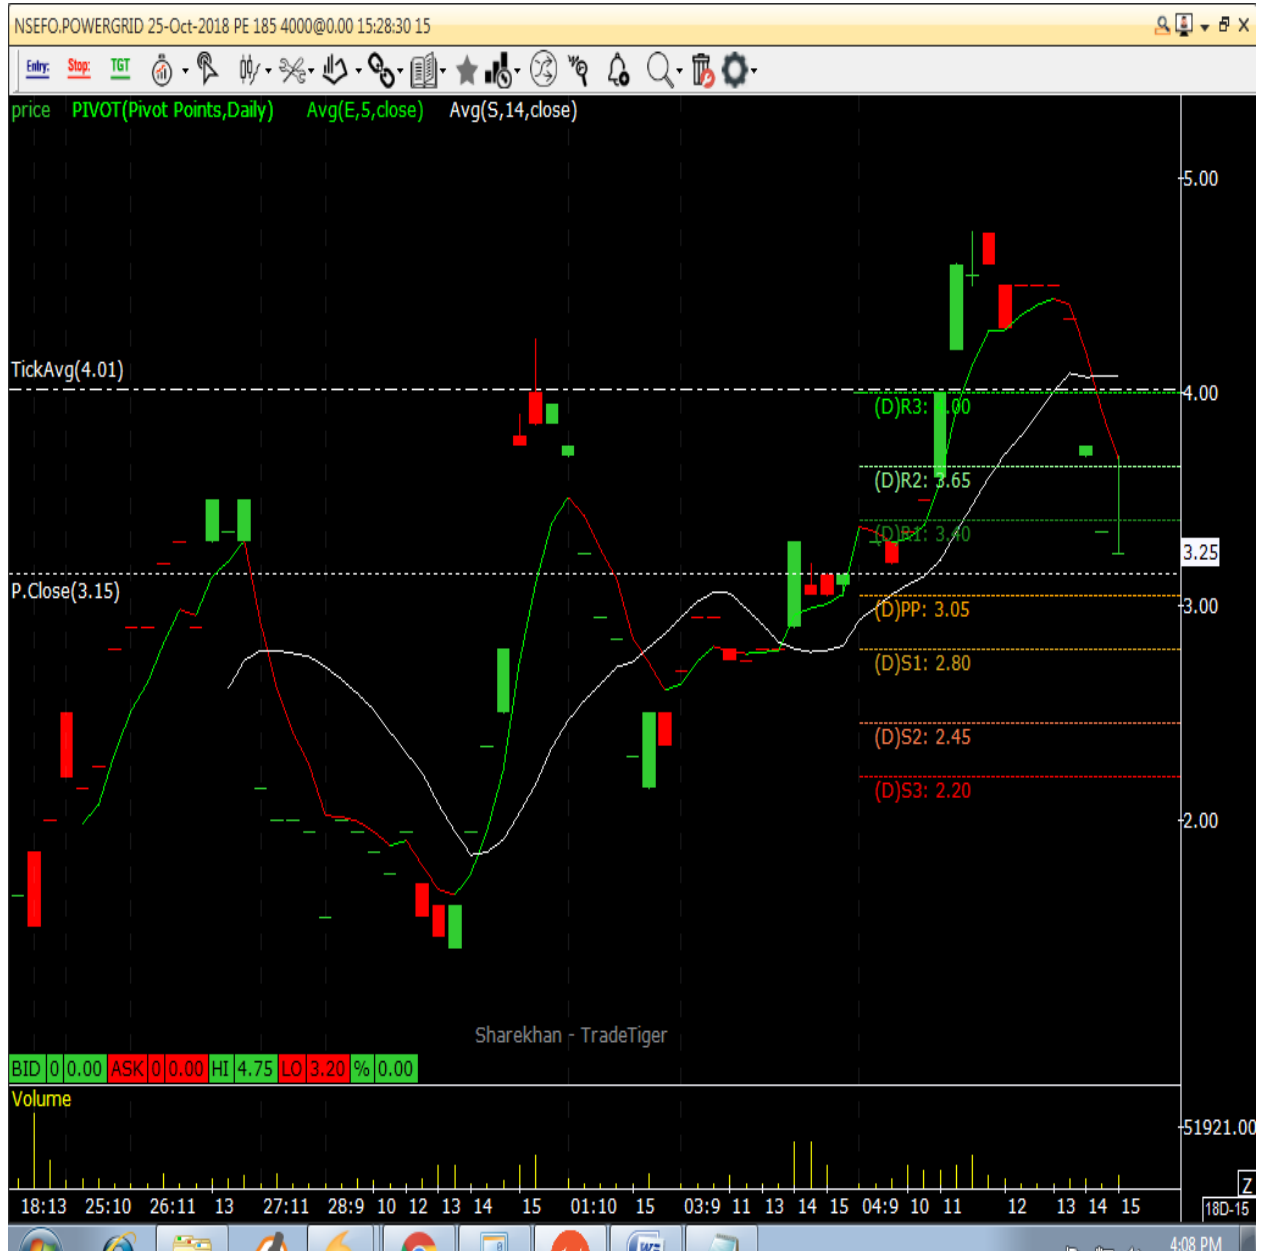 NSEFO.POWERGRID 25-Oct-2018 PE 185 4000@0.00 15:28:30 15
Entry: Stop: TGT
price PIVOT(Pivot Points,Daily) Avg(E,5,close) Avg(S,14,close)
5.00
TickAvg(4.01)
4.00
(D)R3: 4.00
(D)R2: 3.65
(D)R1: 3.40
3.25
P.Close(3.15)
3.00
(D)PP: 3.05
(D)S1: 2.80
(D)S2: 2.45
(D)S3: 2.20
2.00
Sharekhan - TradeTiger
BID 0 0.00 ASK 0 0.00 HI 4.75 LO 3.20 % 0.00
Volume
51921.00
Z
18:13 25:10 26:11 13 27:11 28:9 10 12 13 14 15 01:10 15 03:9 11 13 14 15 04:9 10 11 12 13 14 15 18D-15
4:08 PM